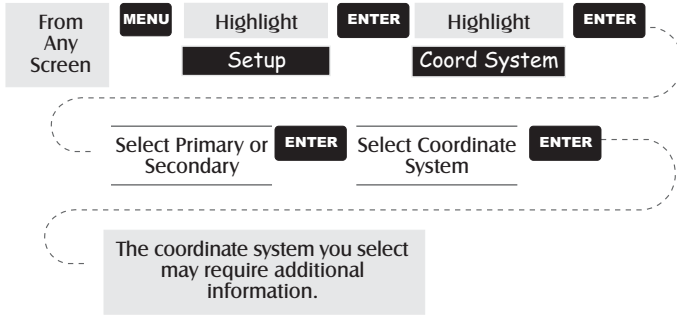 From
Any
Screen
MENU
Highlight
Setup
ENTER
Highlight
Coord System
ENTER
Select Primary or
Secondary
ENTER
Select Coordinate
System
ENTER
The coordinate system you select
may require additional
information.